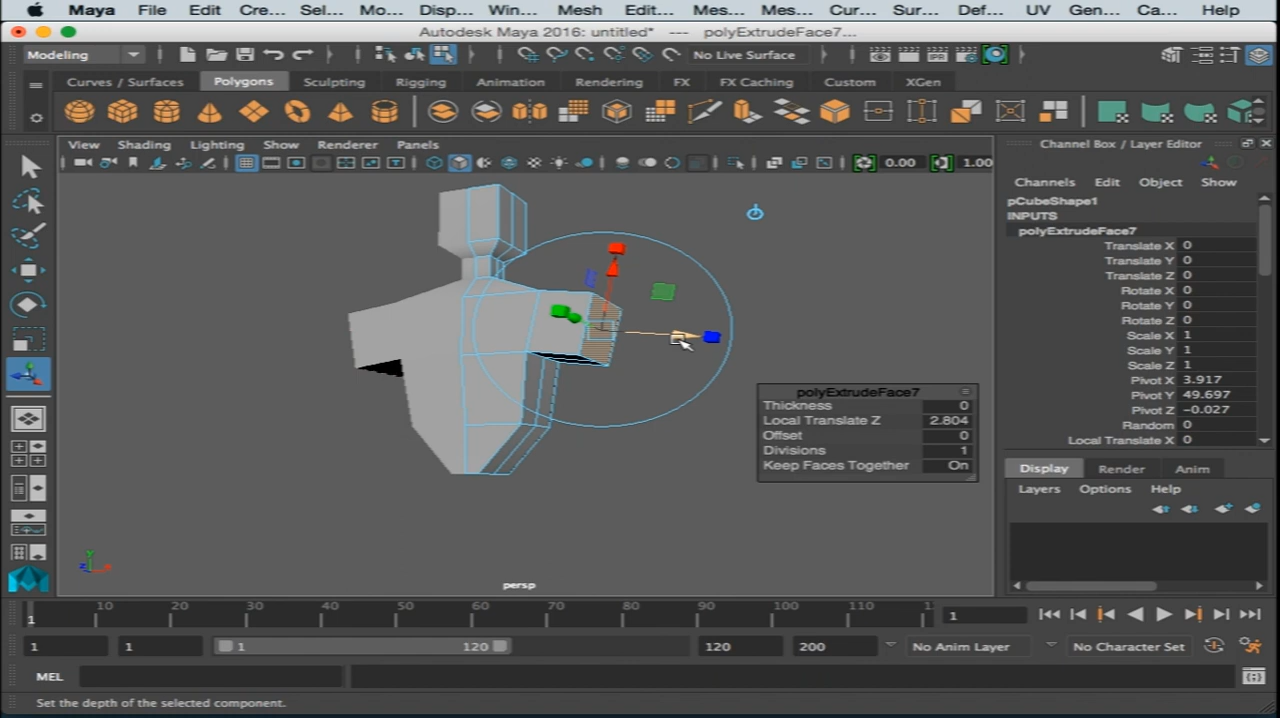 Maya File Edit Cre... Sel... Mo... Disp... Win... Mesh Edit... Mes... Mes... Cur... Sur... Def... UV Gen... Ca... Help
Autodesk Maya 2016: untitled* --- polyExtrudeFace7...
Modeling No Live Surface
Curves / Surfaces Polygons Sculpting Rigging Animation Rendering FX FX Caching Custom XGen
View Shading Lighting Show Renderer Panels
0.00 1.00
Channel Box / Layer Editor
Channels Edit Object Show
pCubeShape1
INPUTS
polyExtrudeFace7
Translate X 0
Translate Y 0
Translate Z 0
Rotate X 0
Rotate Y 0
Rotate Z 0
Scale X 1
Scale Y 1
Scale Z 1
Pivot X 3.917
Pivot Y 49.697
Pivot Z -0.027
Random 0
Local Translate X 0
polyExtrudeFace7
Thickness 0
Local Translate Z 2.804
Offset 0
Divisions 1
Keep Faces Together On
Display Render Anim
Layers Options Help
Y
persp
1 10 20 30 40 50 60 70 80 90 100 110 1
1
1 1 1 120 120 200 No Anim Layer No Character Set
MEL
Set the depth of the selected component.